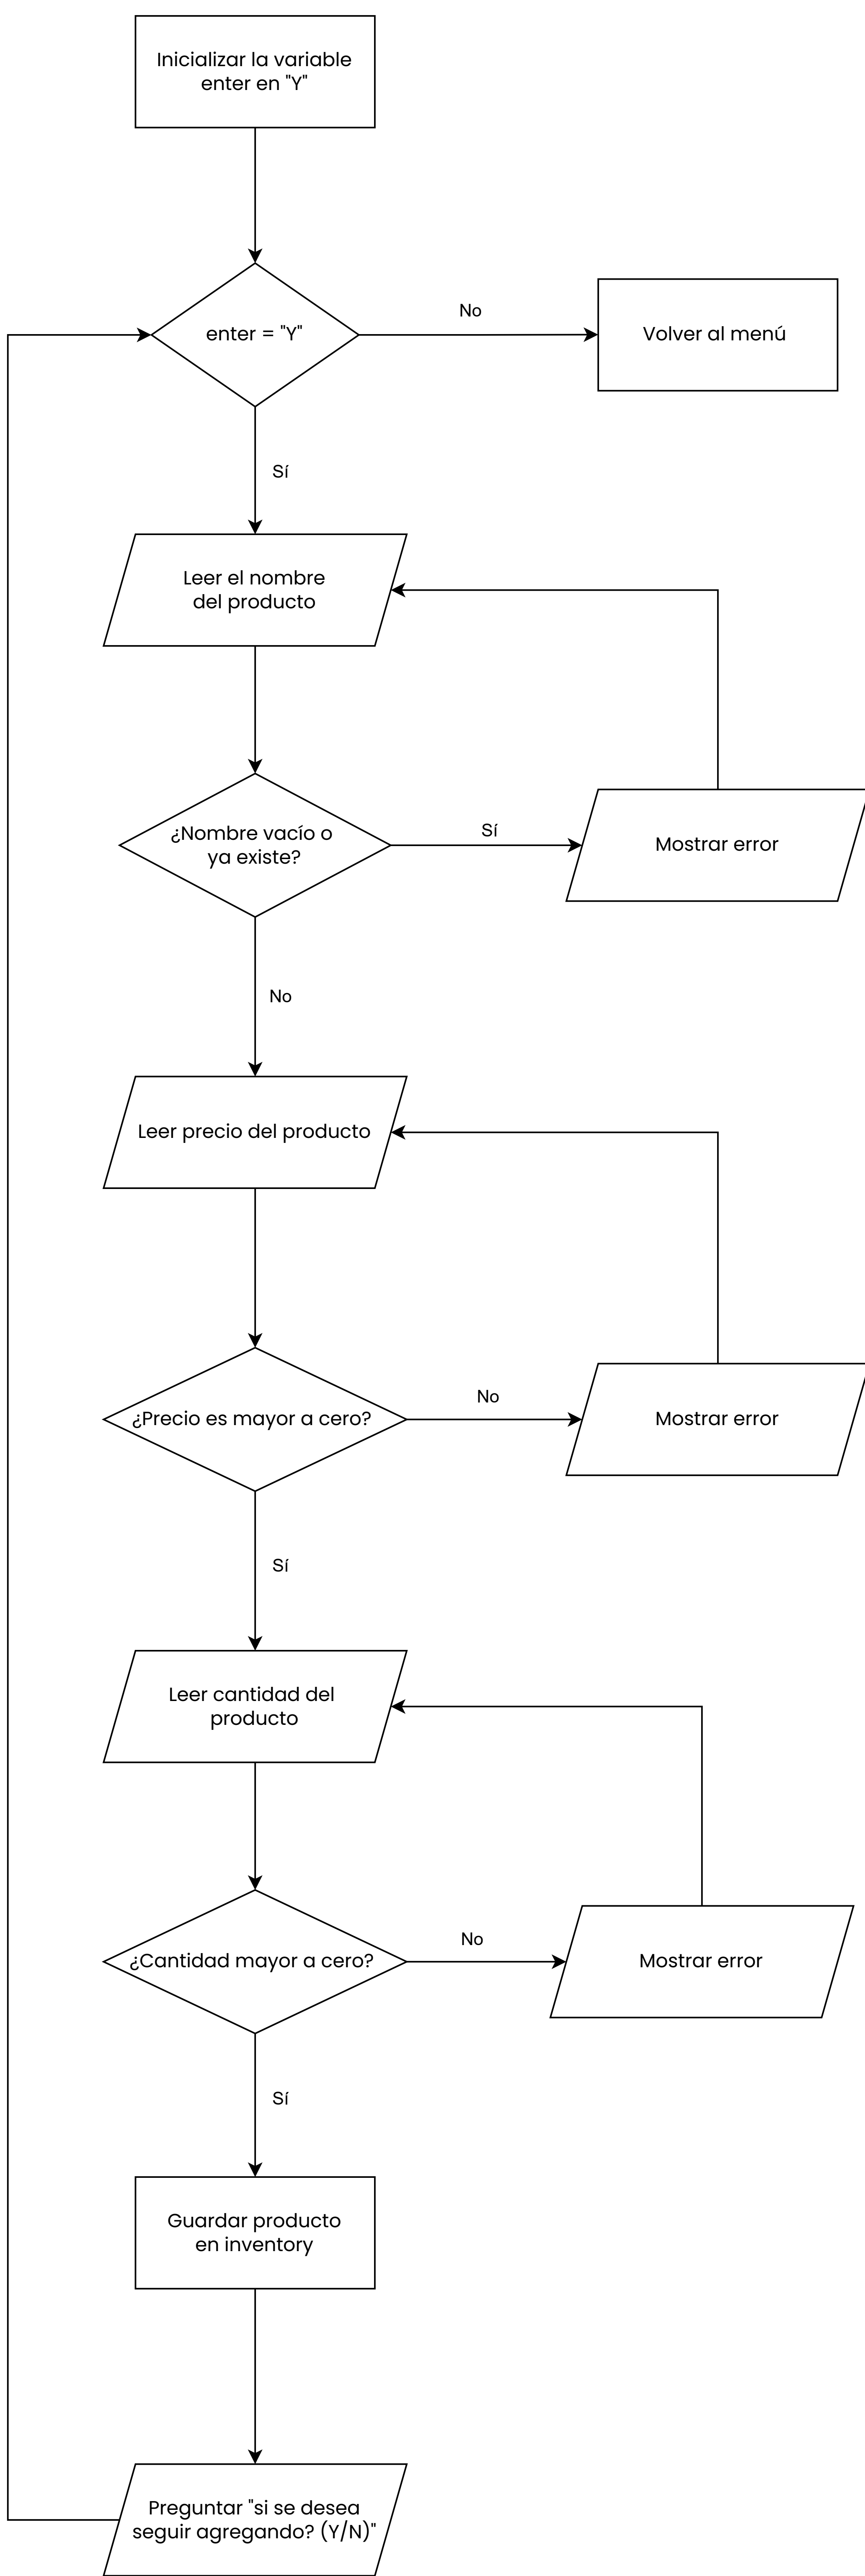 Inicializar la variable
enter en "Y"
enter = "Y"
No
Volver al menú
Sí
Leer el nombre
del producto
¿Nombre vacío o
ya existe?
Sí
Mostrar error
No
Leer precio del producto
¿Precio es mayor a cero?
No
Mostrar error
Sí
Leer cantidad del
producto
¿Cantidad mayor a cero?
No
Mostrar error
Sí
Guardar producto
en inventory
Preguntar "si se desea
seguir agregando? (Y/N)"